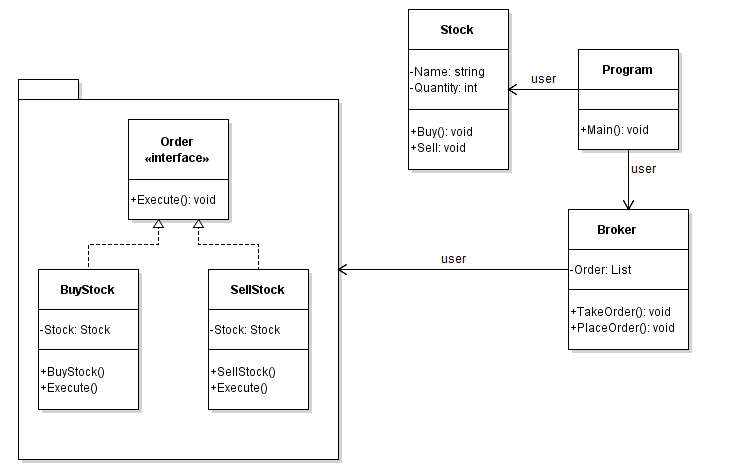 Stock
-Name: string
-Quantity: int
+Buy(): void
+Sell: void
user
Program
+Main(): void
user
Order
«interface»
+Execute(): void
BuyStock
-Stock: Stock
+BuyStock()
+Execute()
SellStock
-Stock: Stock
+SellStock()
+Execute()
user
Broker
-Order: List
+TakeOrder(): void
+PlaceOrder(): void